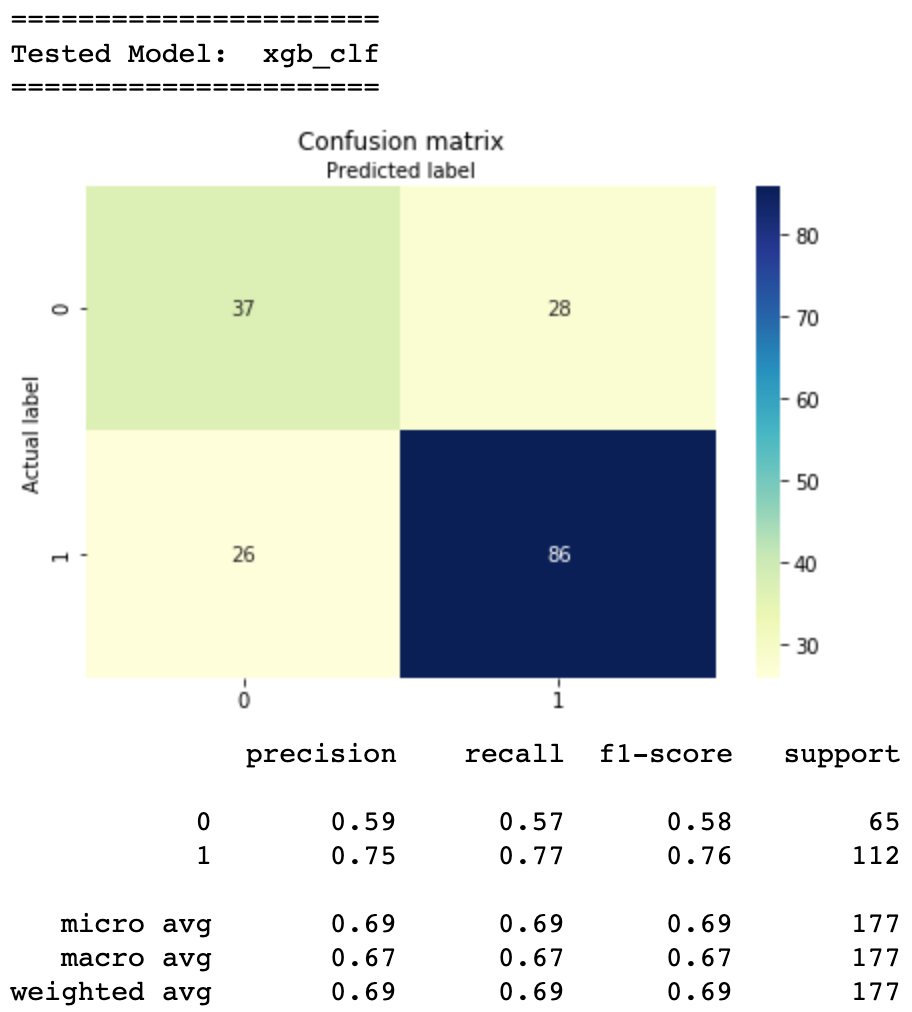 ======================
Tested Model:  xgb_clf
======================
Confusion matrix
Predicted label
80
37 28
0
70
60
Actual label
50
26 86
1
40
30
0 1
precision recall f1-score support
0 0.59 0.57 0.58 65
1 0.75 0.77 0.76 112
micro avg 0.69 0.69 0.69 177
macro avg 0.67 0.67 0.67 177
weighted avg 0.69 0.69 0.69 177